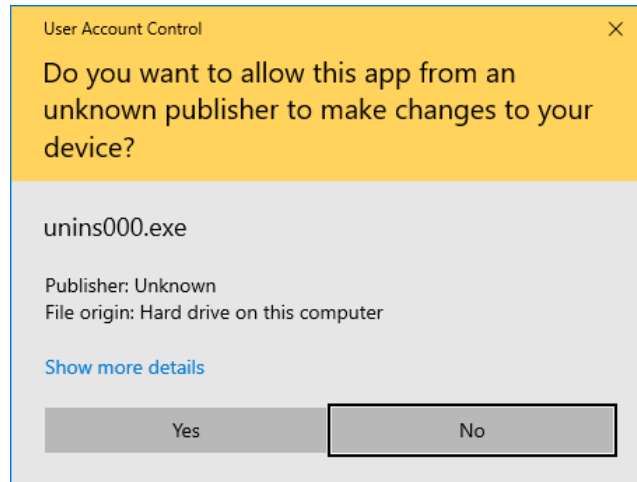 User Account Control
Do you want to allow this app from an
unknown publisher to make changes to your
device?
unins000.exe
Publisher: Unknown
File origin: Hard drive on this computer
Show more details
Yes
No